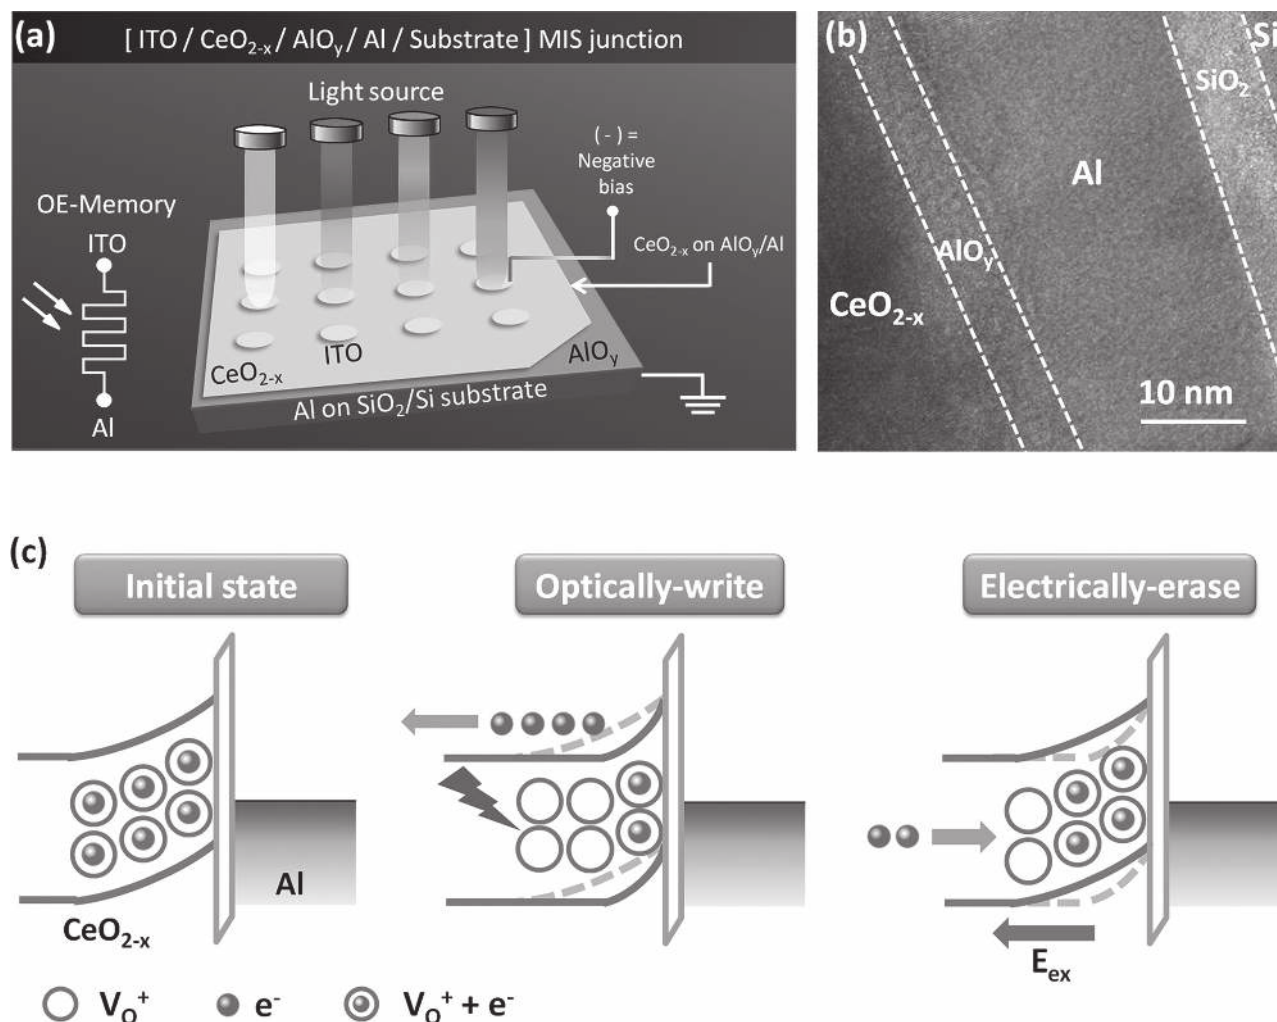 (a) [ ITO / CeO2-x / AlOy / Al / Substrate ] MIS junction
Light source
( - ) =
Negative
bias
OE-Memory
ITO
CeO2-x on AlOy/Al
CeO2-x
ITO
AlOy
Al
Al on SiO2/Si substrate
(b)
Si
SiO2
Al
AlOy
CeO2-x
10 nm
(c)
Initial state
Optically-write
Electrically-erase
Al
CeO2-x
Eex
VO+
e-
VO+ + e-